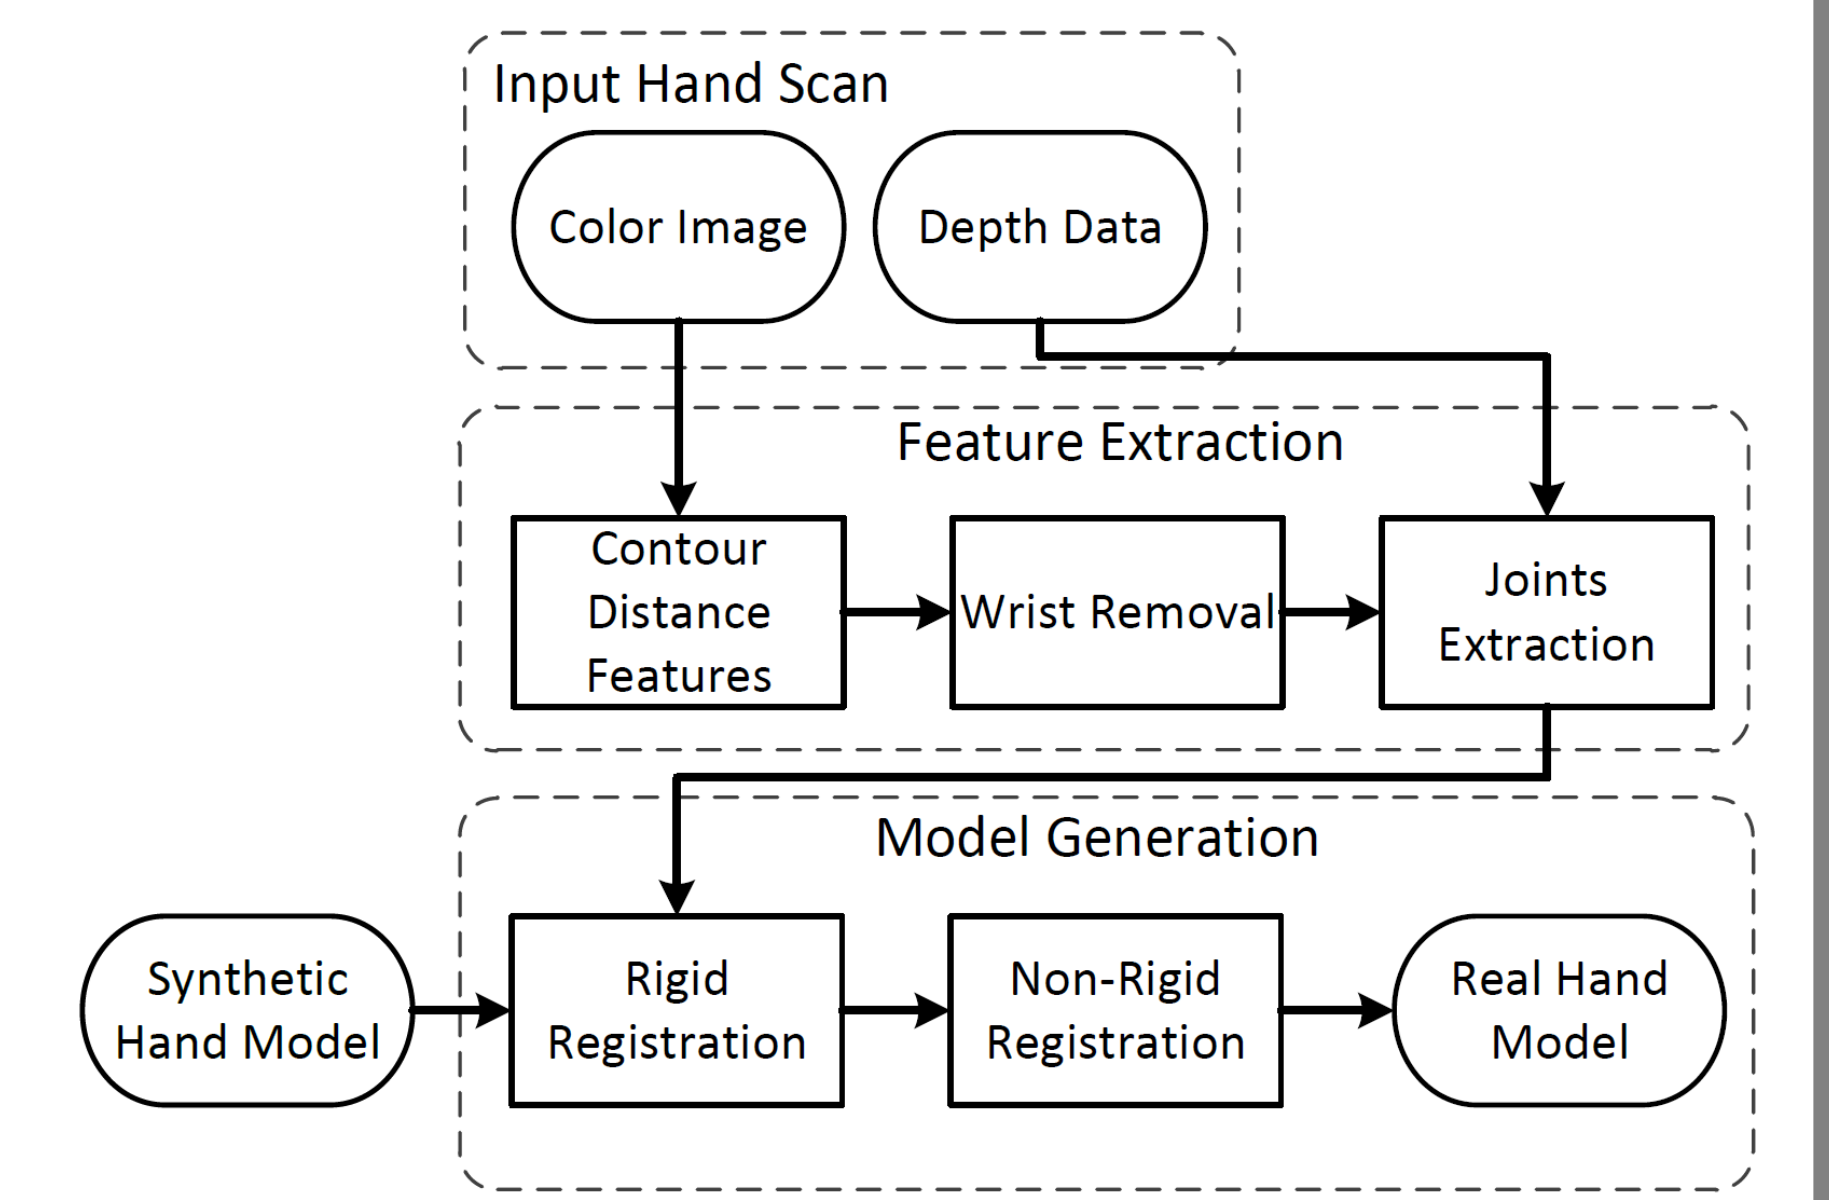 Input Hand Scan
Color Image
Depth Data
Feature Extraction
Contour
Distance
Features
Wrist Removal
Joints
Extraction
Model Generation
Synthetic
Hand Model
Rigid
Registration
Non-Rigid
Registration
Real Hand
Model